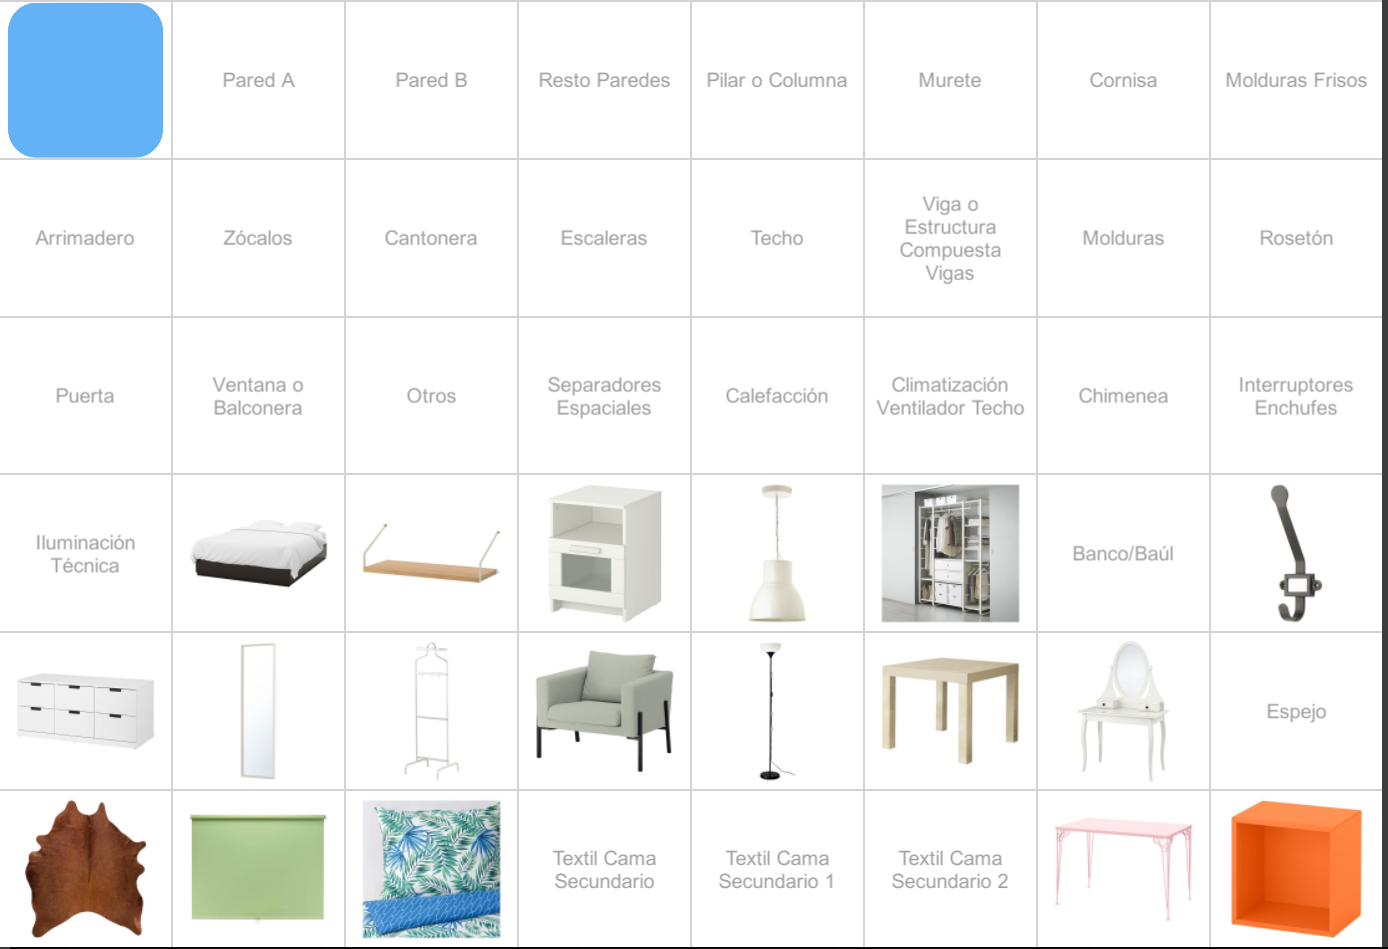 Pared A
Pared B
Resto Paredes
Pilar o Columna
Murete
Cornisa
Molduras Frisos
Arrimadero
Zócalos
Cantonera
Escaleras
Techo
Viga o
Estructura
Compuesta
Vigas
Molduras
Rosetón
Puerta
Ventana o
Balconera
Otros
Separadores
Espaciales
Calefacción
Climatización
Ventilador Techo
Chimenea
Interruptores
Enchufes
Iluminación
Técnica
Banco/Baúl
Espejo
Textil Cama
Secundario
Textil Cama
Secundario 1
Textil Cama
Secundario 2